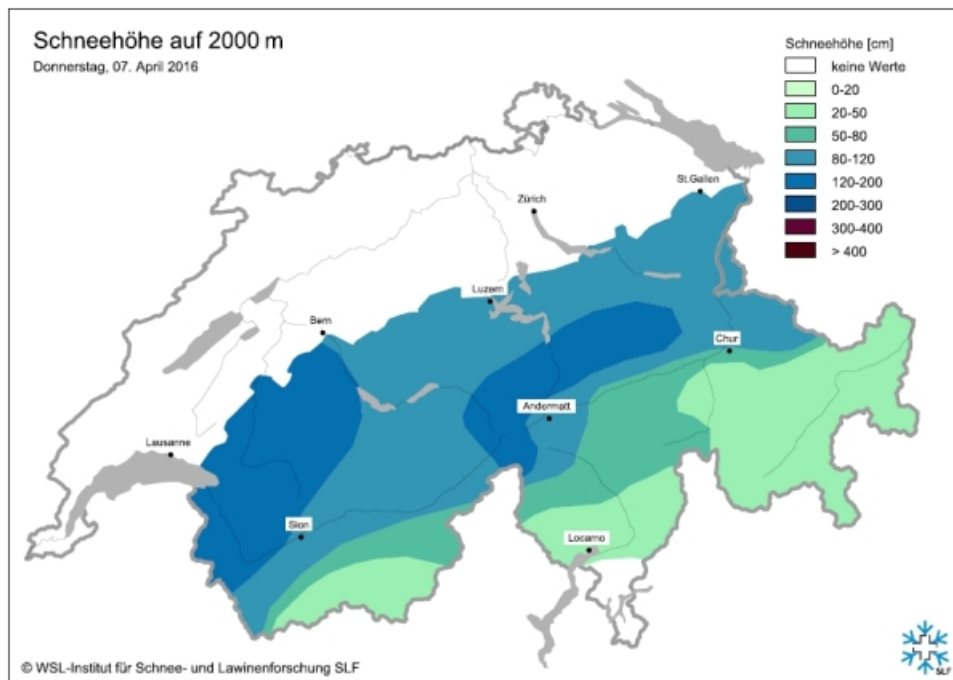 Schneehöhe auf 2000 m
Donnerstag, 07. April 2016
Schneehöhe [cm]
keine Werte
0-20
20-50
50-80
80-120
120-200
200-300
300-400
> 400
St.Gallen
Zürich
Luzern
Bern
Chur
Andermatt
Lausanne
Sion
Locarno
© WSL-Institut für Schnee- und Lawinenforschung SLF
SLF